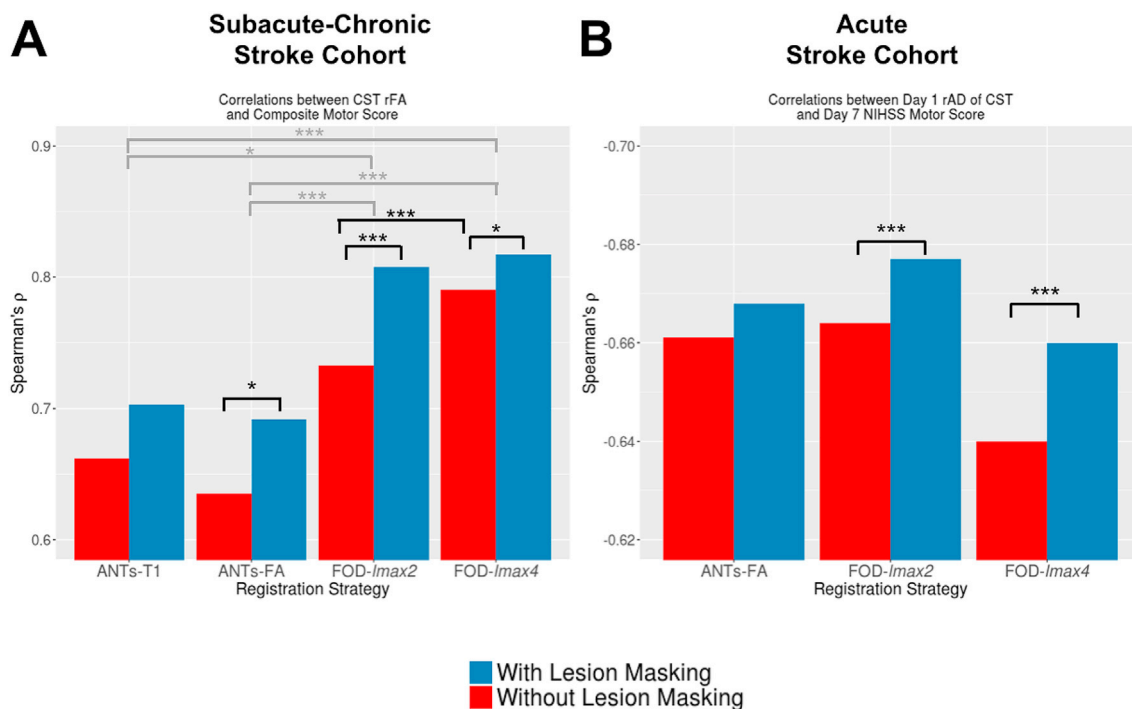 A
Subacute-Chronic
Stroke Cohort
Correlations between CST rFA
and Composite Motor Score
Spearman's ρ
0.9
0.8
0.7
0.6
***
*
***
***
***
***
*
*
ANTs-T1
ANTs-FA
FOD-lmax2
FOD-lmax4
Registration Strategy
B
Acute
Stroke Cohort
Correlations between Day 1 rAD of CST
and Day 7 NIHSS Motor Score
Spearman's ρ
-0.70
-0.68
-0.66
-0.64
-0.62
***
***
ANTs-FA
FOD-lmax2
FOD-lmax4
Registration Strategy
With Lesion Masking
Without Lesion Masking